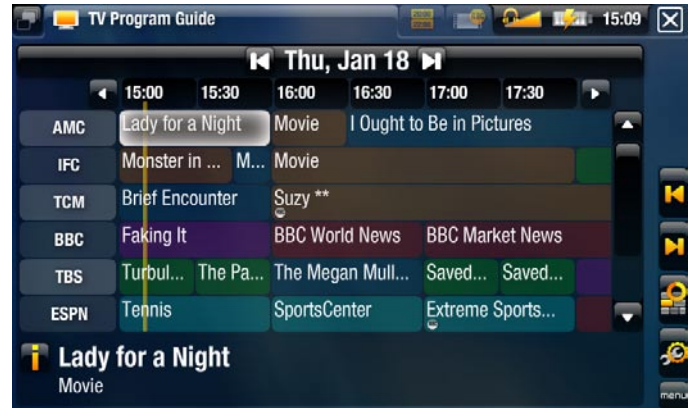 TV Program Guide 15:09
Thu, Jan 18
15:00 15:30 16:00 16:30 17:00 17:30
AMC Lady for a Night Movie I Ought to Be in Pictures
IFC Monster in ... M... Movie
TCM Brief Encounter Suzy **
BBC Faking It BBC World News BBC Market News
TBS Turbul... The Pa... The Megan Mull... Saved... Saved...
ESPN Tennis SportsCenter Extreme Sports...
Lady for a Night
Movie
menu